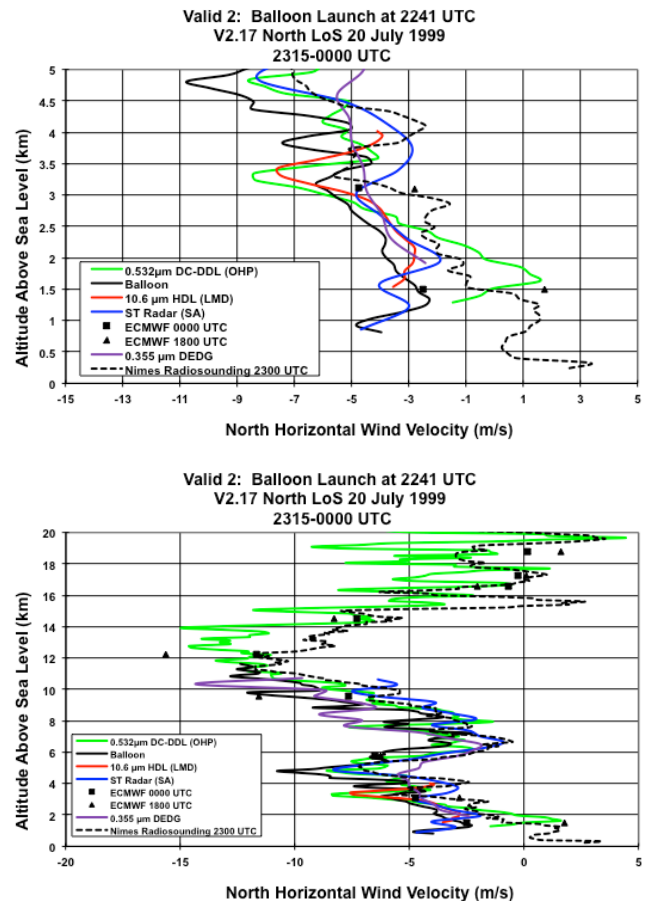 Valid 2: Balloon Launch at 2241 UTC
V2.17 North LoS 20 July 1999
2315-0000 UTC
Altitude Above Sea Level (km)
5
4.5
4
3.5
3
2.5
2
1.5
1
0.5
0
0.532µm DC-DDL (OHP)
Balloon
10.6 µm HDL (LMD)
ST Radar (SA)
ECMWF 0000 UTC
ECMWF 1800 UTC
0.355 µm DEDG
Nimes Radiosounding 2300 UTC
-15 -13 -11 -9 -7 -5 -3 -1 1 3 5
North Horizontal Wind Velocity (m/s)
Valid 2: Balloon Launch at 2241 UTC
V2.17 North LoS 20 July 1999
2315-0000 UTC
Altitude Above Sea Level (km)
20
18
16
14
12
10
8
6
4
2
0
0.532µm DC-DDL (OHP)
Balloon
10.6 µm HDL (LMD)
ST Radar (SA)
ECMWF 0000 UTC
ECMWF 1800 UTC
0.355 µm DEDG
Nimes Radiosounding 2300 UTC
-20 -15 -10 -5 0 5
North Horizontal Wind Velocity (m/s)